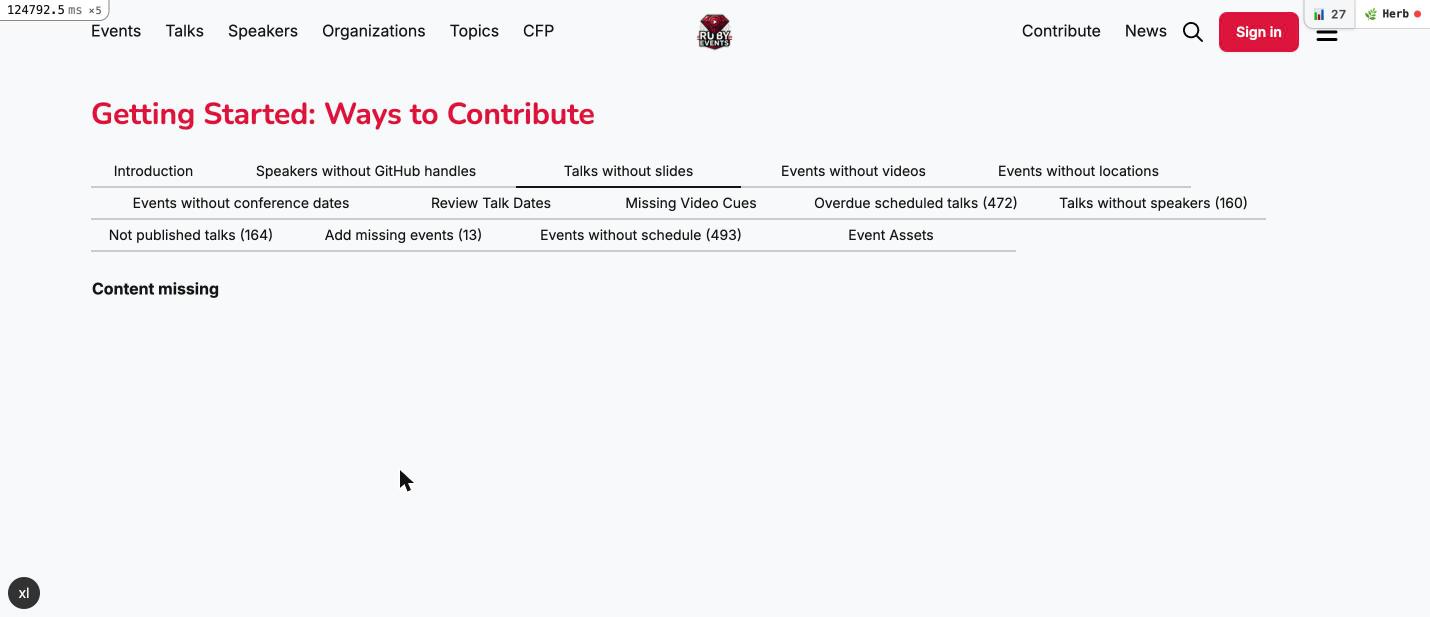 124792.5 ms ×5
Events Talks Speakers Organizations Topics CFP
RUBY
EVENTS
Contribute News Sign in
27 Herb
Getting Started: Ways to Contribute
Introduction Speakers without GitHub handles Talks without slides Events without videos Events without locations
Events without conference dates Review Talk Dates Missing Video Cues Overdue scheduled talks (472) Talks without speakers (160)
Not published talks (164) Add missing events (13) Events without schedule (493) Event Assets
Content missing
xl